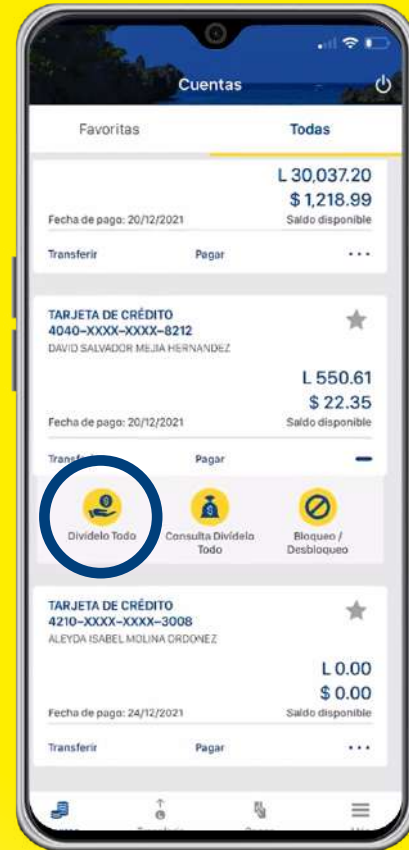 Cuentas
Favoritas
Todas
L 30,037.20
$ 1,218.99
Fecha de pago: 20/12/2021
Saldo disponible
Transferir
Pagar
TARJETA DE CRÉDITO
4040-XXXX-XXXX-8212
DAVID SALVADOR MEJIA HERNANDEZ
L 550.61
$ 22.35
Fecha de pago: 20/12/2021
Saldo disponible
Transferir
Pagar
Divídelo Todo
Consulta Divídelo
Todo
Bloqueo /
Desbloqueo
TARJETA DE CRÉDITO
4210-XXXX-XXXX-3008
ALEYDA ISABEL MOLINA ORDONEZ
L 0.00
$ 0.00
Fecha de pago: 24/12/2021
Saldo disponible
Transferir
Pagar